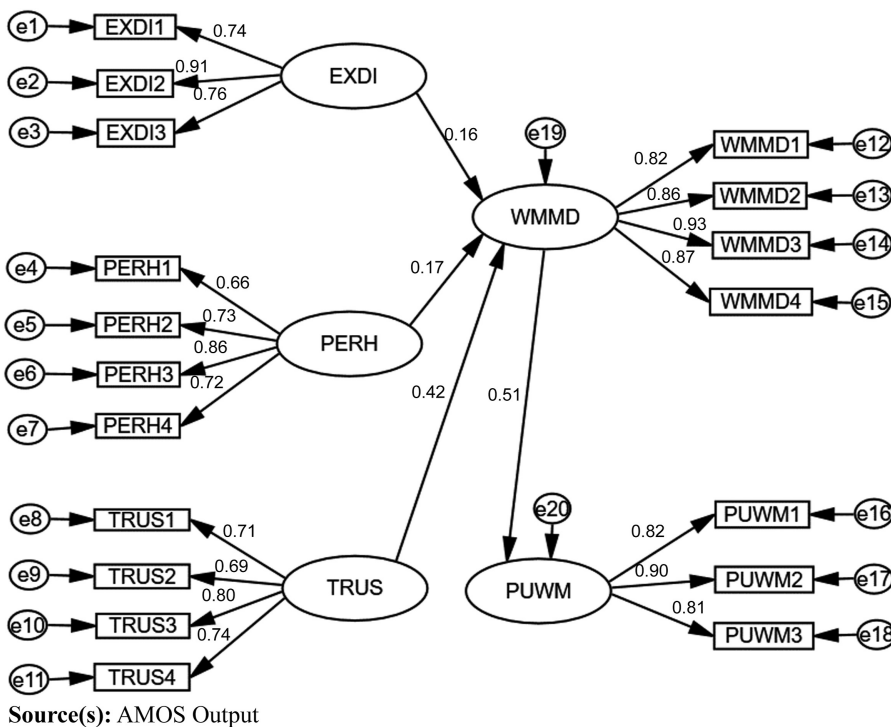 e1 EXDI1 0.74
e2 EXDI2 0.91
e3 EXDI3 0.76
EXDI
0.16
e4 PERH1 0.66
e5 PERH2 0.73
e6 PERH3 0.86
e7 PERH4 0.72
PERH
0.17
e8 TRUS1 0.71
e9 TRUS2 0.69
e10 TRUS3 0.80
e11 TRUS4 0.74
TRUS
0.42
e19
WMMD
0.82 WMMD1 e12
0.86 WMMD2 e13
0.93 WMMD3 e14
0.87 WMMD4 e15
0.51
e20
PUWM
0.82 PUWM1 e16
0.90 PUWM2 e17
0.81 PUWM3 e18
Source(s): AMOS Output